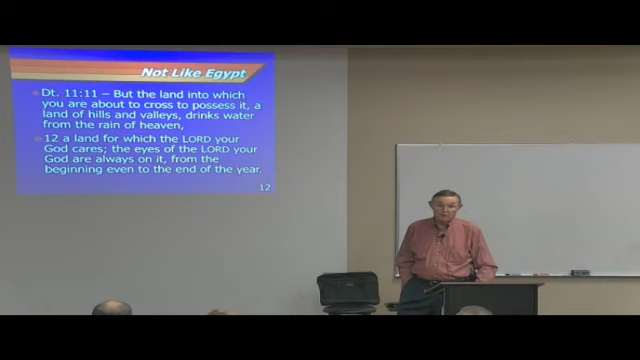 Not Like Egypt
Dt. 11:11 – But the land into which
you are about to cross to possess it, a
land of hills and valleys, drinks water
from the rain of heaven,
12 a land for which the LORD your
God cares; the eyes of the LORD your
God are always on it, from the
beginning even to the end of the year.
12